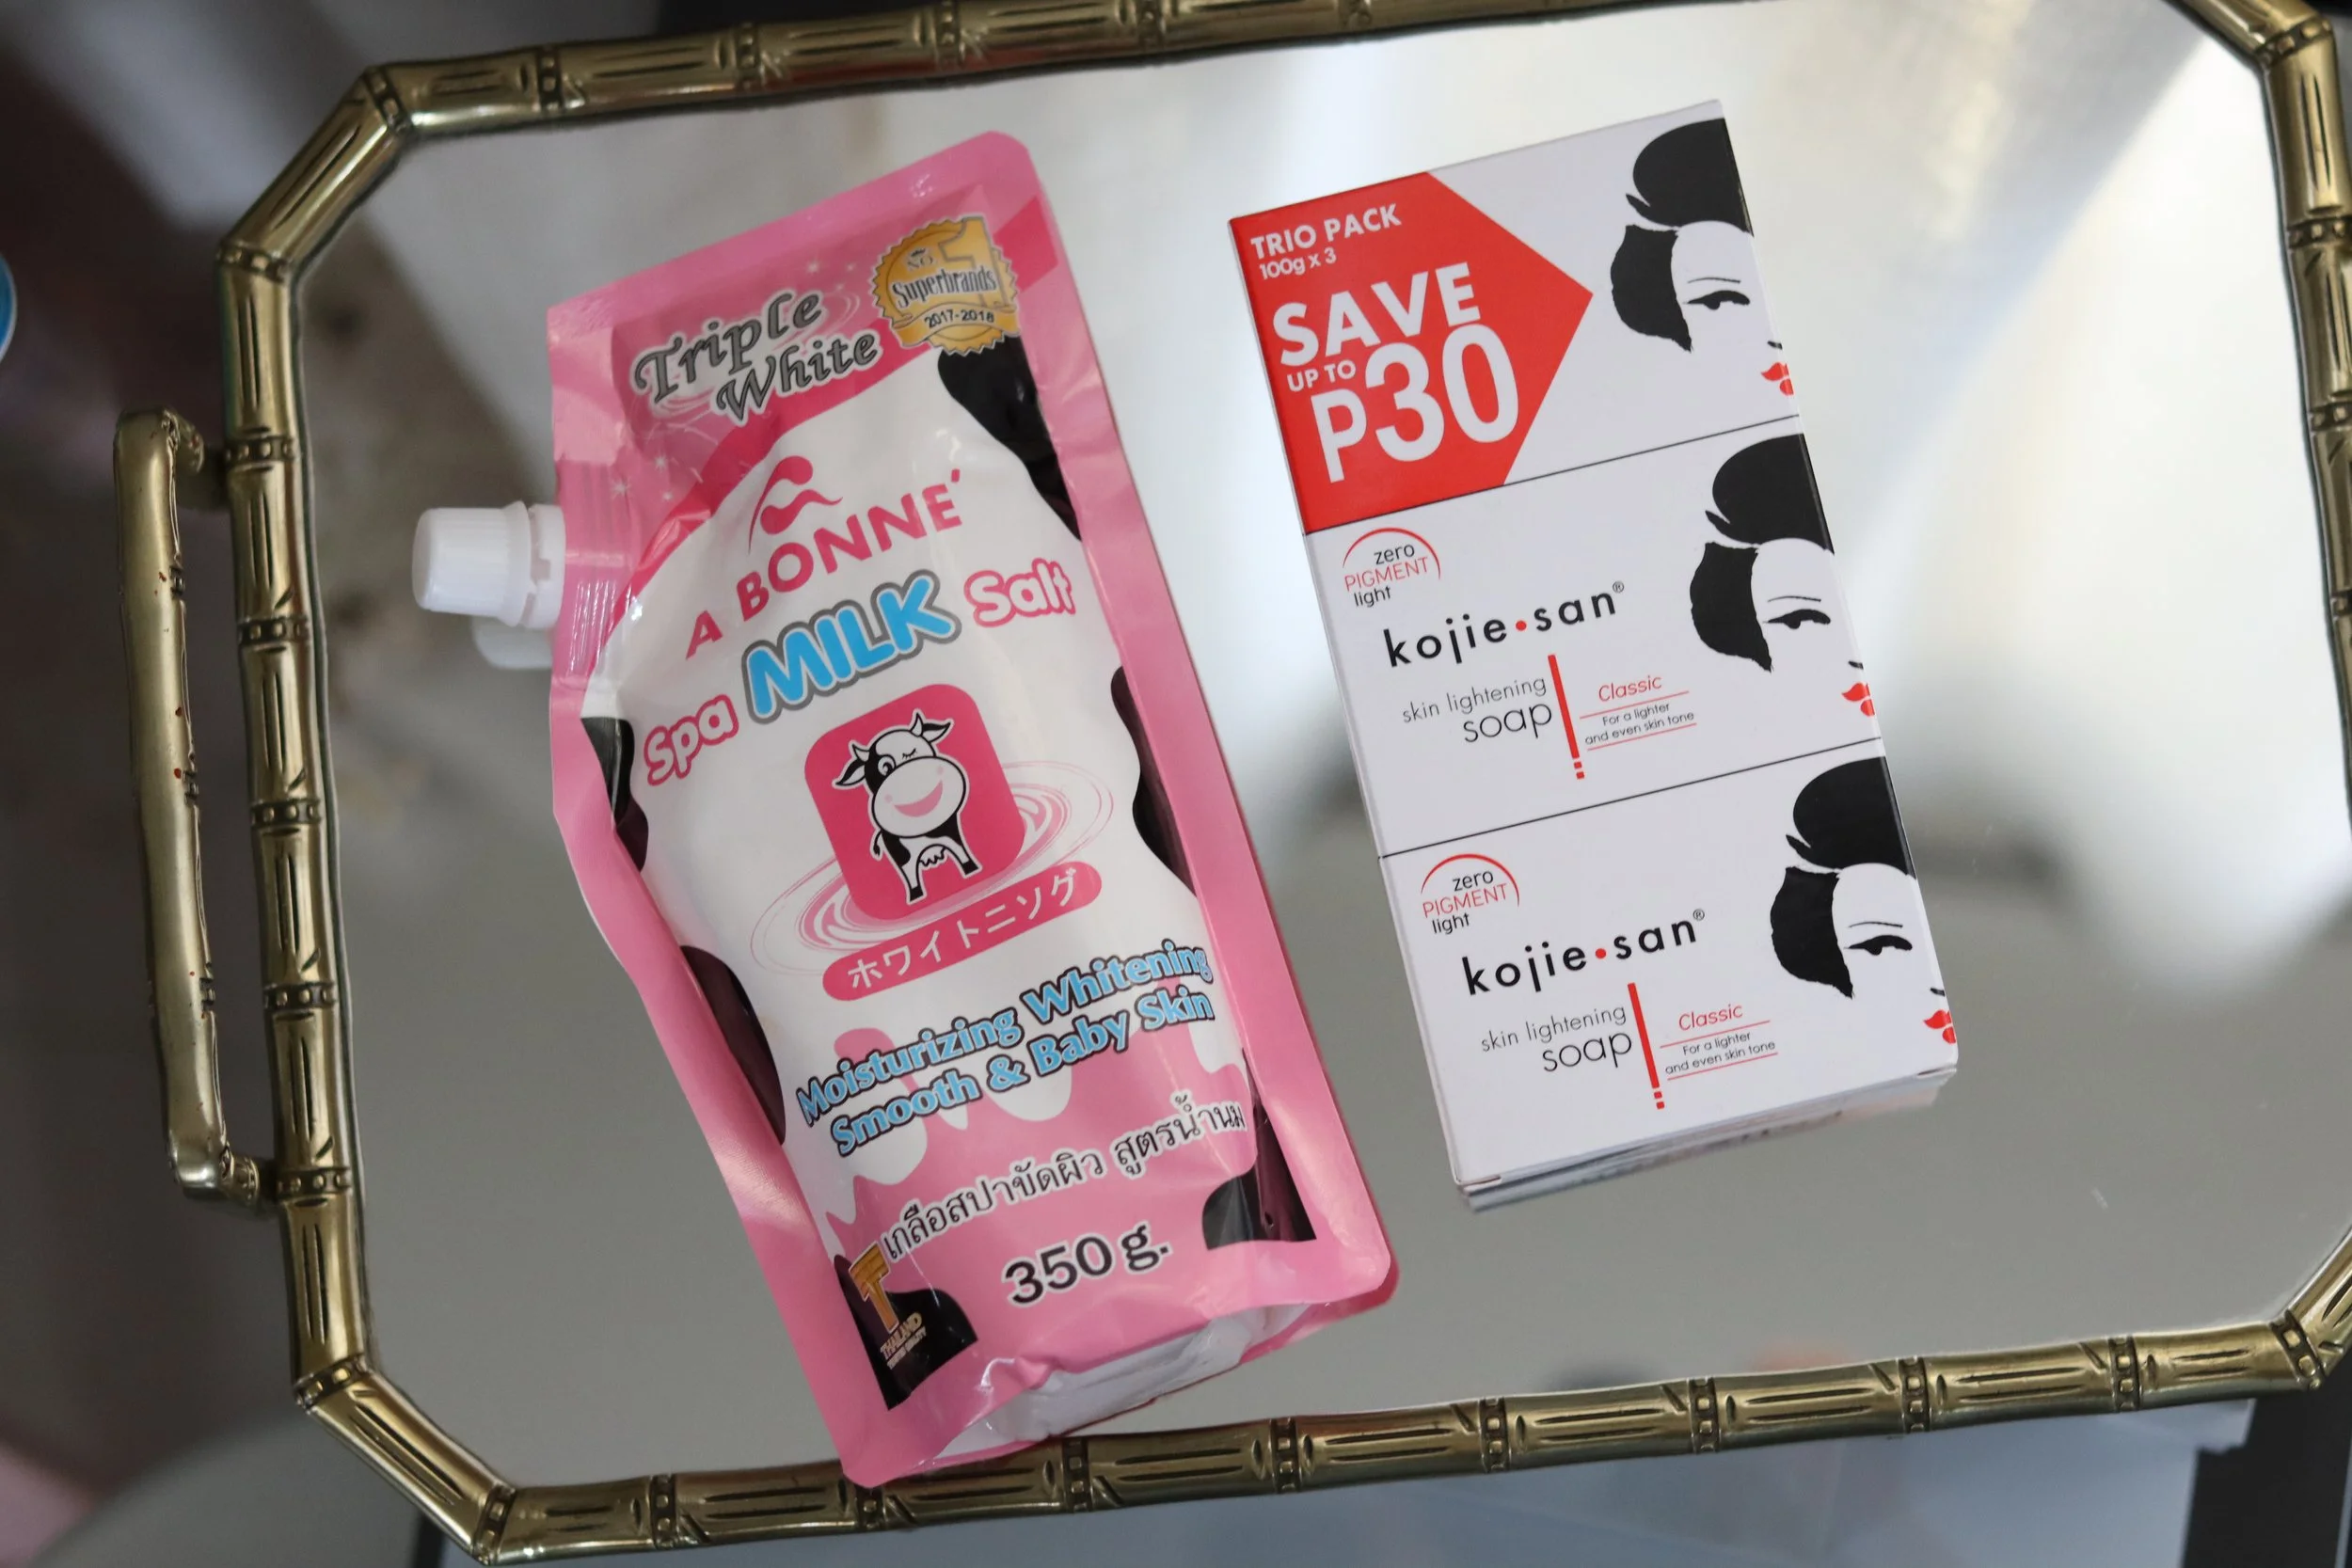 Triple
White
No
1
Superbrands
2017-2018
A BONNE'
Spa MILK Salt
ホワイトニソグ
Moisturizing Whitening
Smooth & Baby Skin
เกลือสปาขัดผิว สูตรน้ำนม
350 g.
T
THAILAND
TRIO PACK
100g x 3
SAVE
UP TO
P30
zero
PIGMENT
light
kojie•san®
skin lightening
soap
Classic
For a lighter
and even skin tone
zero
PIGMENT
light
kojie•san®
skin lightening
soap
Classic
For a lighter
and even skin tone